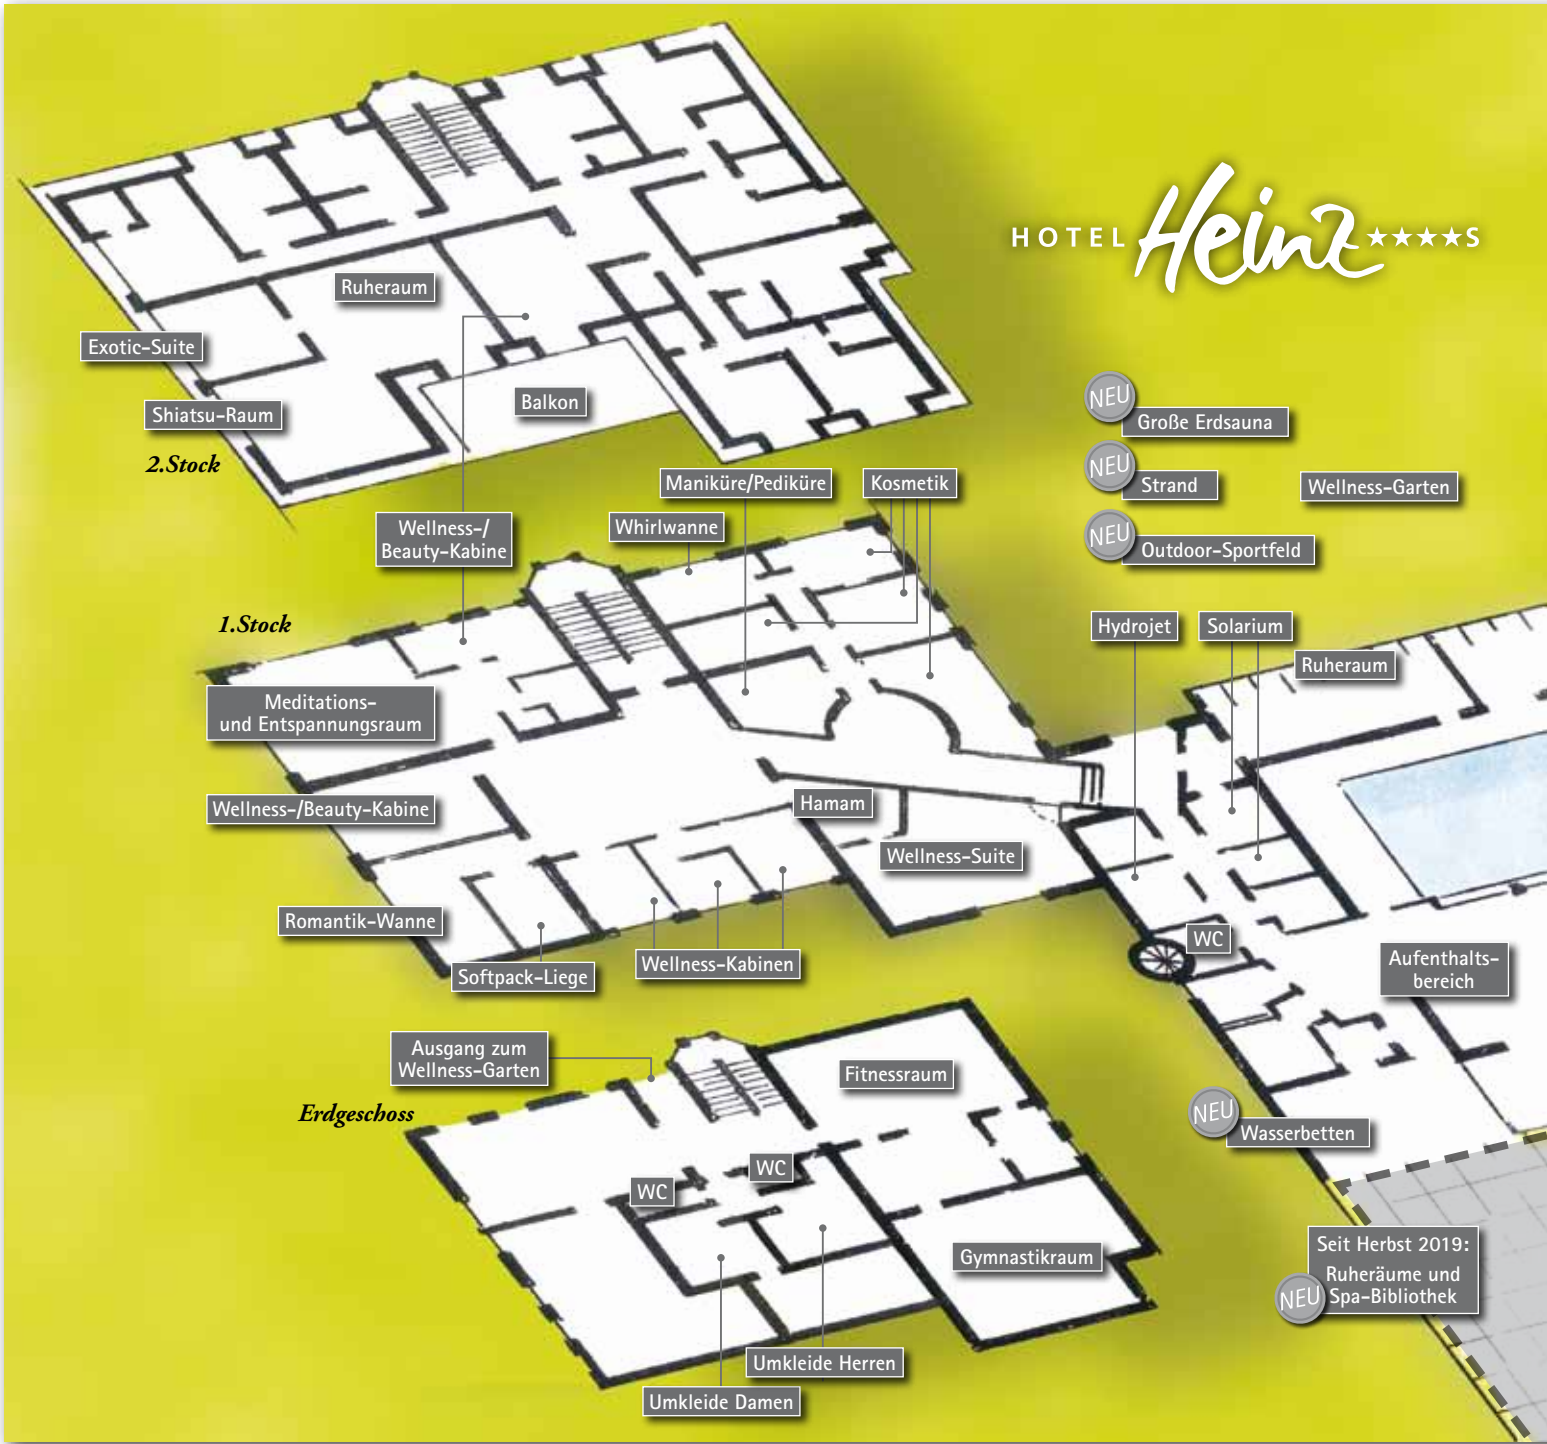 HOTEL Heinz ★★★★S
Ruheraum
Exotic-Suite
Shiatsu-Raum
Balkon
2.Stock
NEU
Große Erdsauna
NEU
Strand
Wellness-Garten
NEU
Outdoor-Sportfeld
Maniküre/Pediküre
Kosmetik
Whirlwanne
Wellness-/
Beauty-Kabine
1.Stock
Hydrojet
Solarium
Ruheraum
Meditations-
und Entspannungsraum
Wellness-/Beauty-Kabine
Hamam
Wellness-Suite
Romantik-Wanne
Softpack-Liege
Wellness-Kabinen
WC
Aufenthalts-
bereich
Ausgang zum
Wellness-Garten
Fitnessraum
Erdgeschoss
NEU
Wasserbetten
WC
WC
Gymnastikraum
Seit Herbst 2019:
Ruheräume und
NEU
Spa-Bibliothek
Umkleide Herren
Umkleide Damen